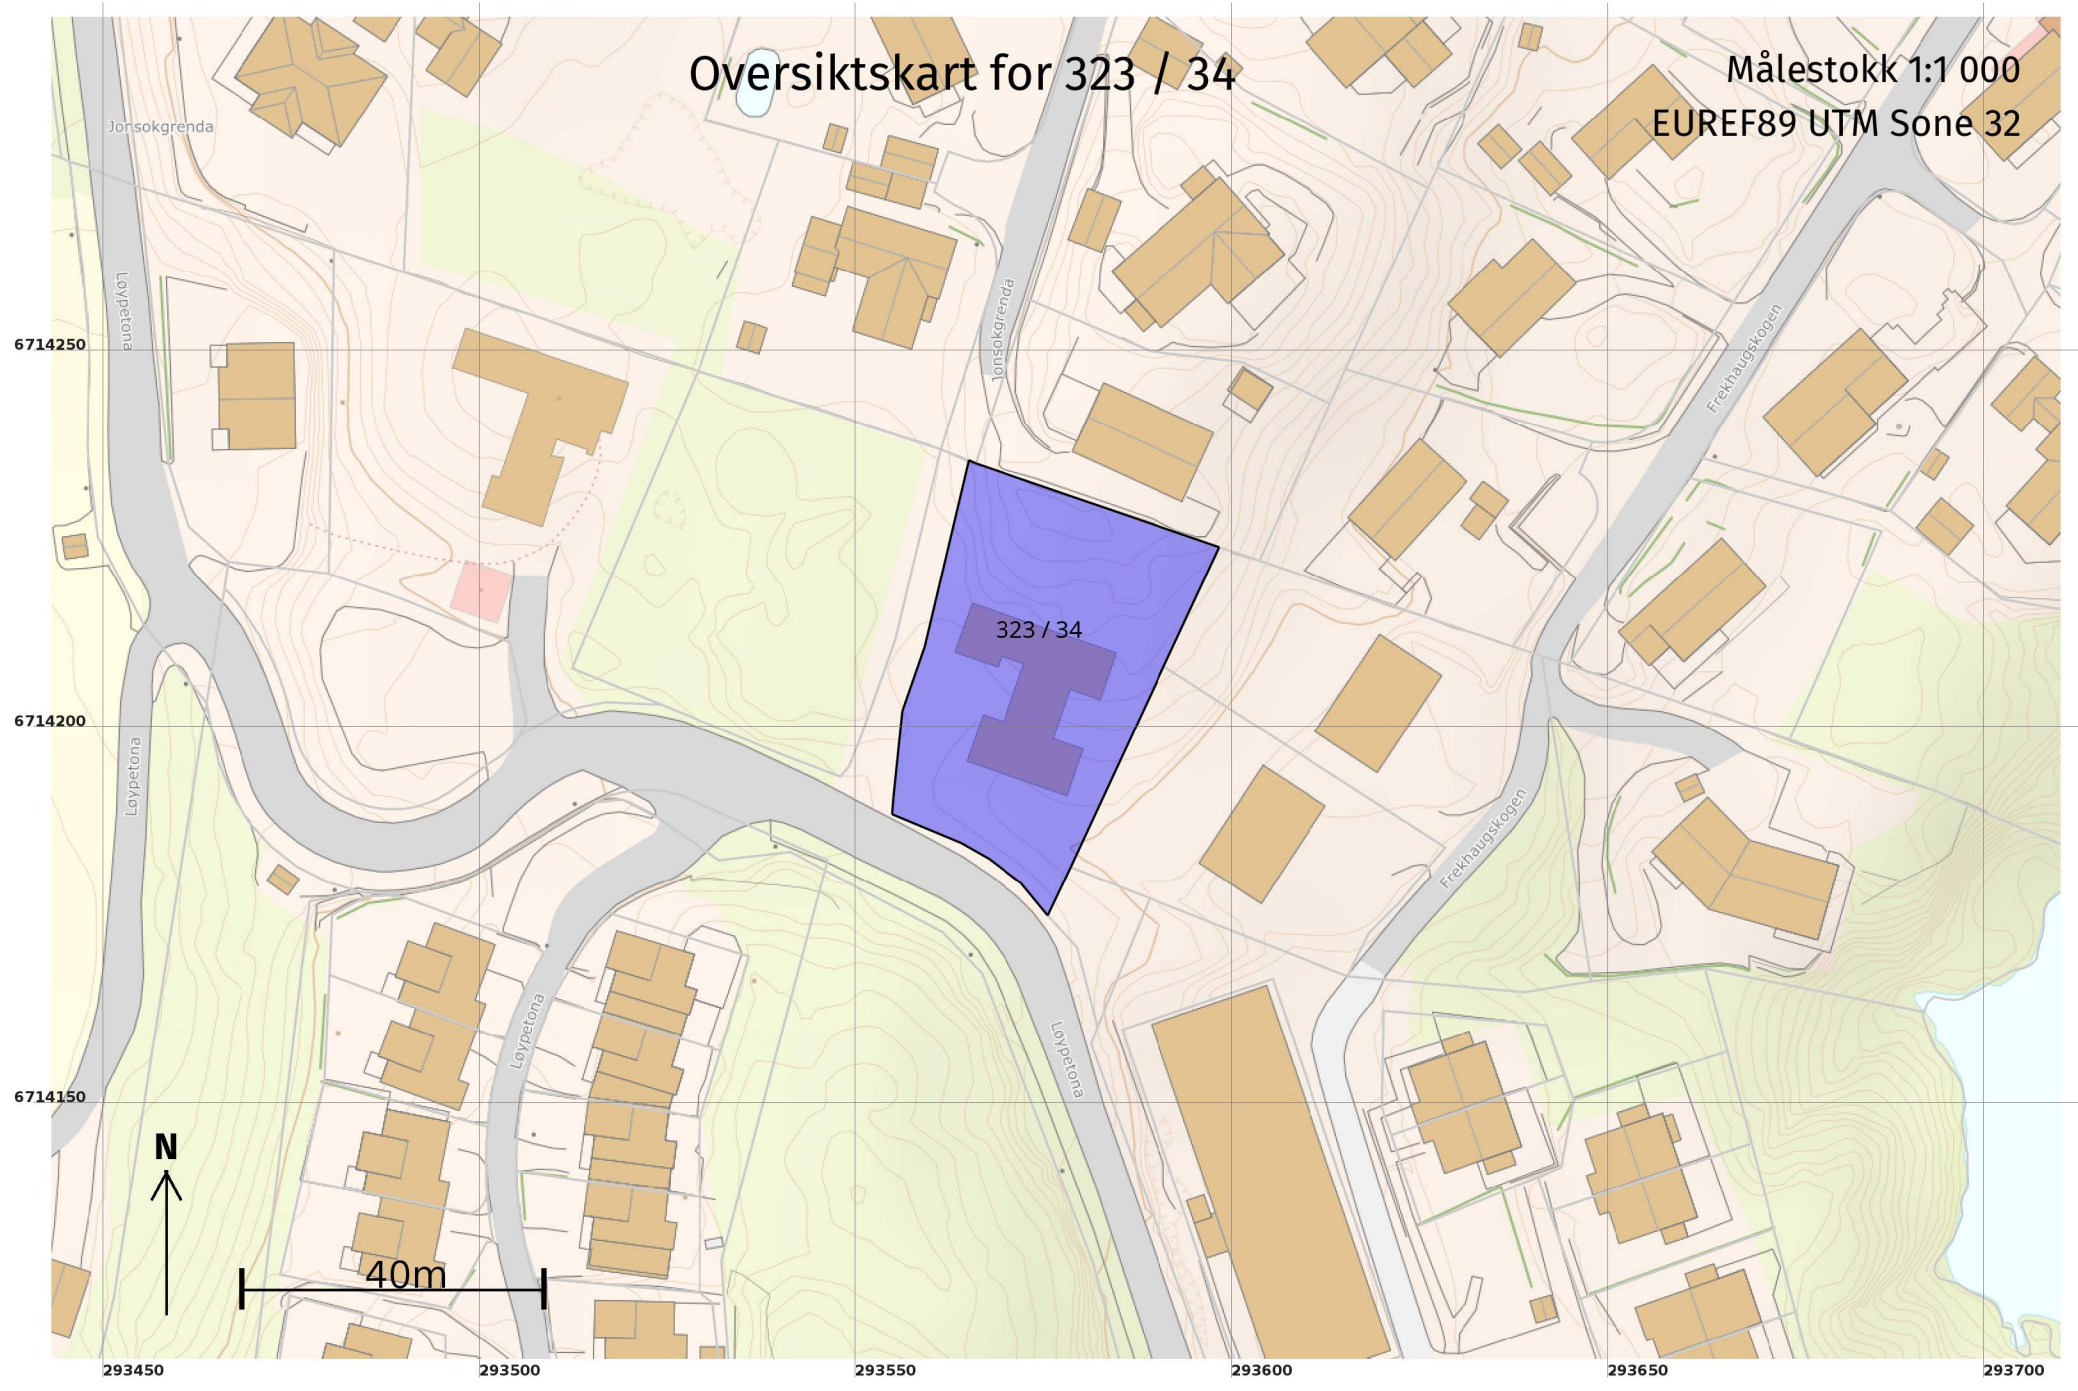 Oversiktskart for 323 / 34
Målestokk 1:1 000
EUREF89 UTM Sone 32
Jonsokgrenda
Løypetona
Jonsokgrenda
Frekhaugskogen
6714250
323 / 34
6714200
Løypetona
Frekhaugskogen
Løypetona
Løypetona
6714150
N
40m
293450
293500
293550
293600
293650
293700